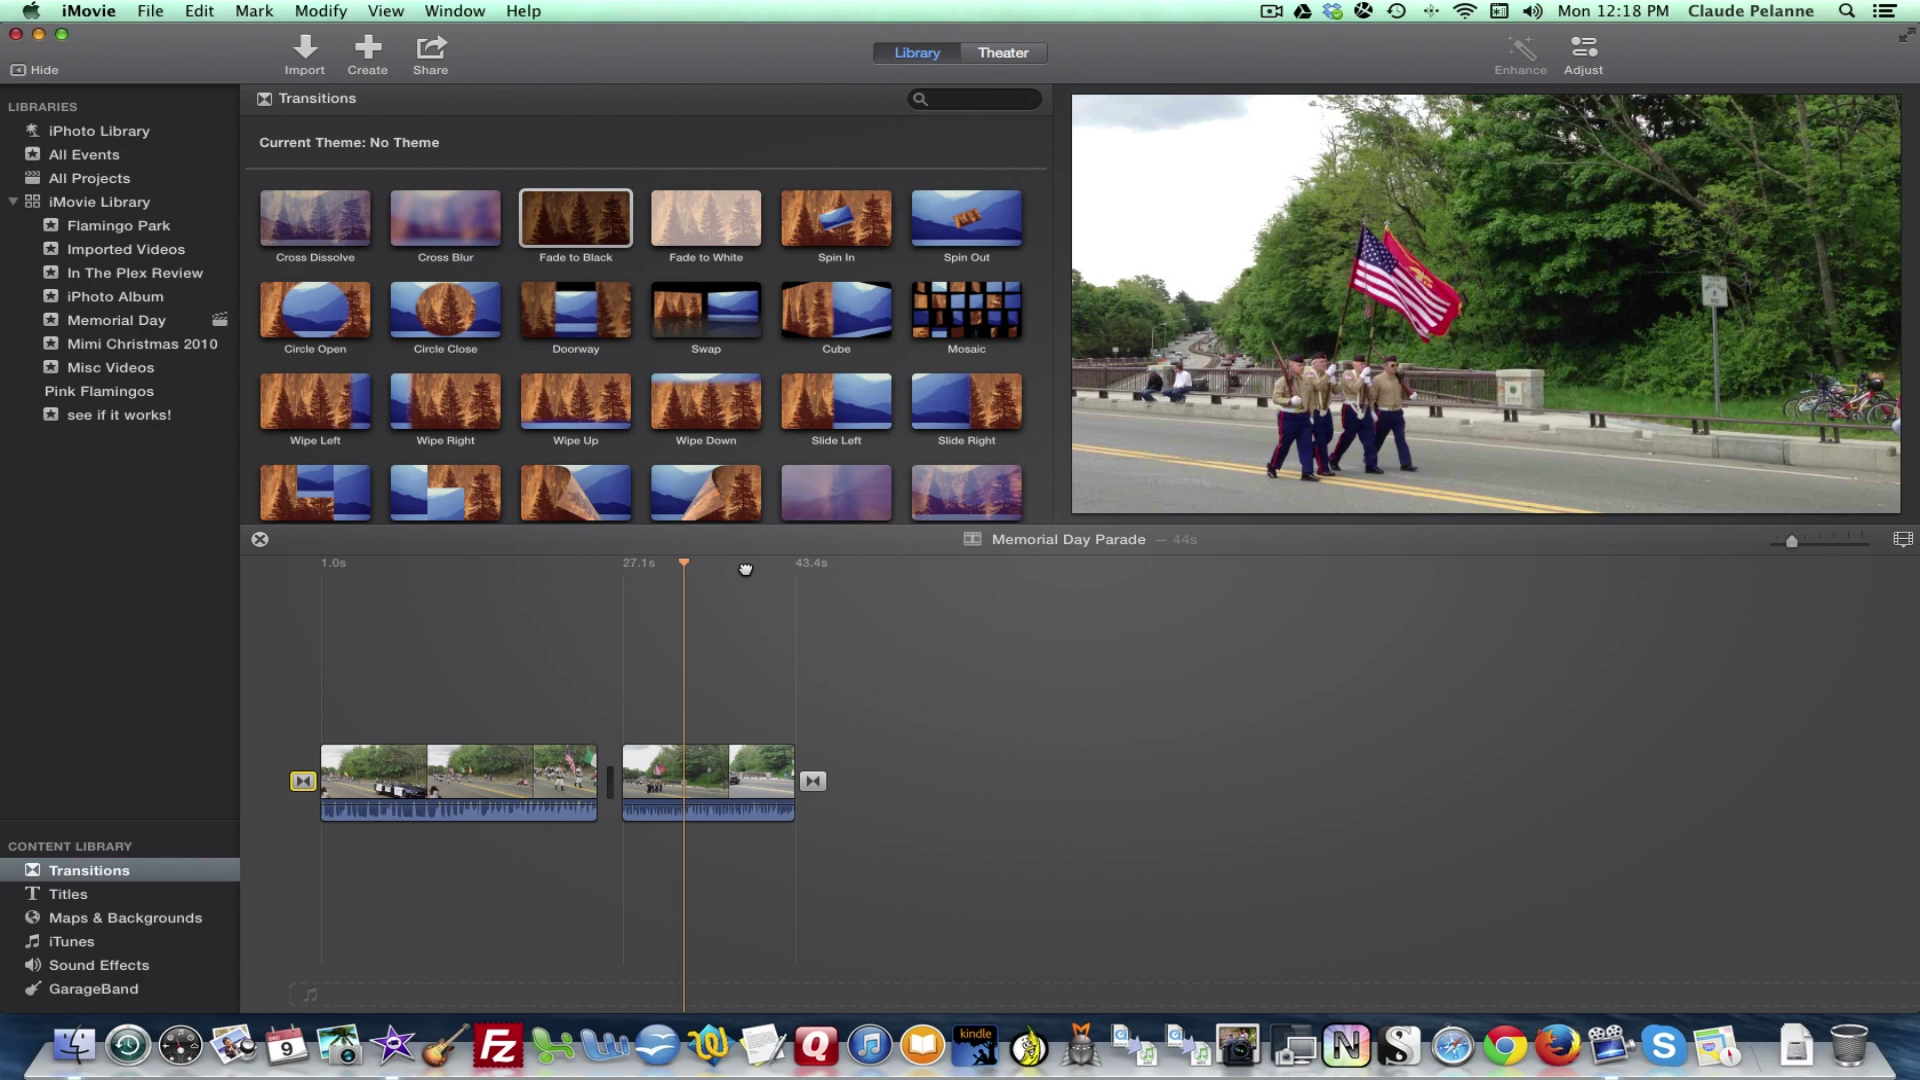 iMovie File Edit Mark Modify View Window Help Mon 12:18 PM Claude Pelanne
Hide Import Create Share Library Theater Enhance Adjust
LIBRARIES
iPhoto Library
All Events
All Projects
iMovie Library
Flamingo Park
Imported Videos
In The Plex Review
iPhoto Album
Memorial Day
Mimi Christmas 2010
Misc Videos
Pink Flamingos
see if it works!
CONTENT LIBRARY
Transitions
Titles
Maps & Backgrounds
iTunes
Sound Effects
GarageBand
Transitions
Current Theme: No Theme
Cross Dissolve Cross Blur Fade to Black Fade to White Spin In Spin Out
Circle Open Circle Close Doorway Swap Cube Mosaic
Wipe Left Wipe Right Wipe Up Wipe Down Slide Left Slide Right
Memorial Day Parade — 44s
1.0s 27.1s 43.4s
DEC
9
Fz
Q
kindle
N
S
S